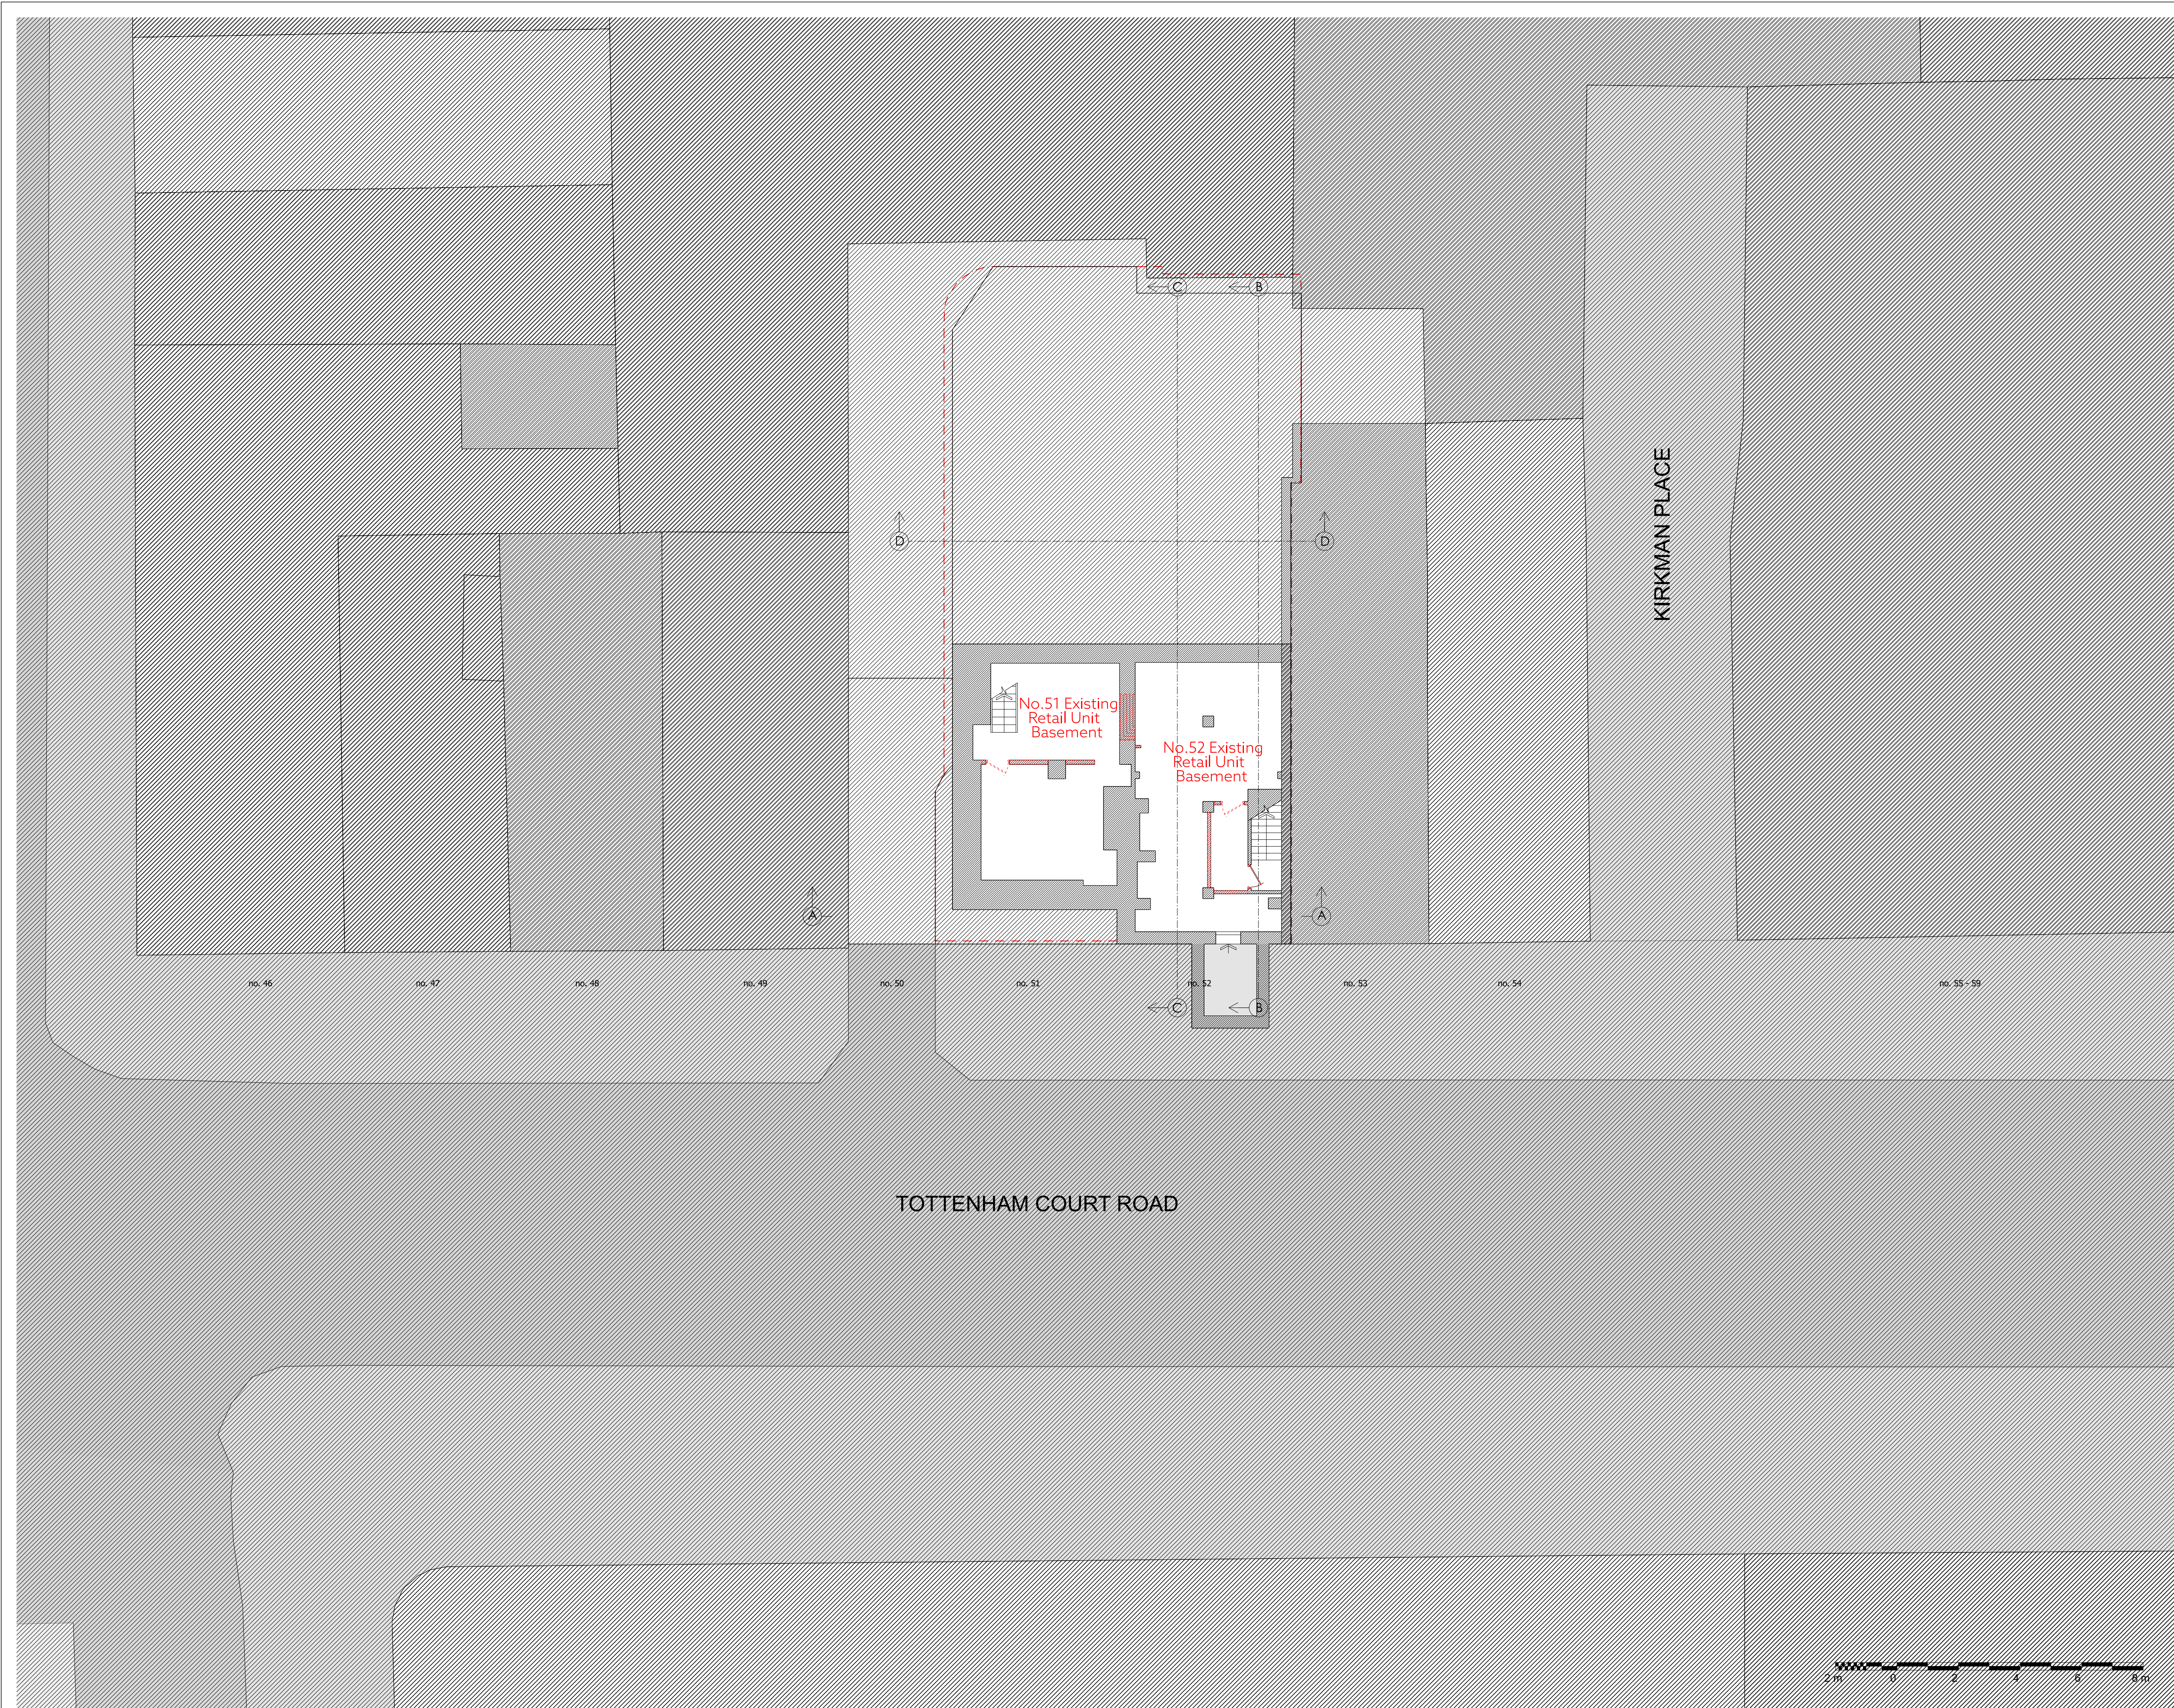 C
B
KIRKMAN PLACE
D
D
No.51 Existing
Retail Unit
Basement
No.52 Existing
Retail Unit
Basement
A
A
no. 46
no. 47
no. 48
no. 49
no. 50
no. 51
no. 52
no. 53
no. 54
no. 55 - 59
C
B
TOTTENHAM COURT ROAD
2 m 0 2 4 6 8 m